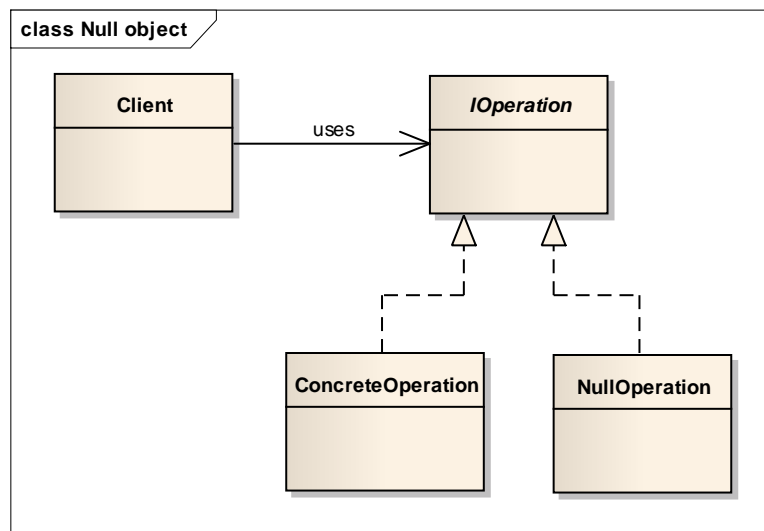 class Null object
Client
IOperation
uses
ConcreteOperation
NullOperation